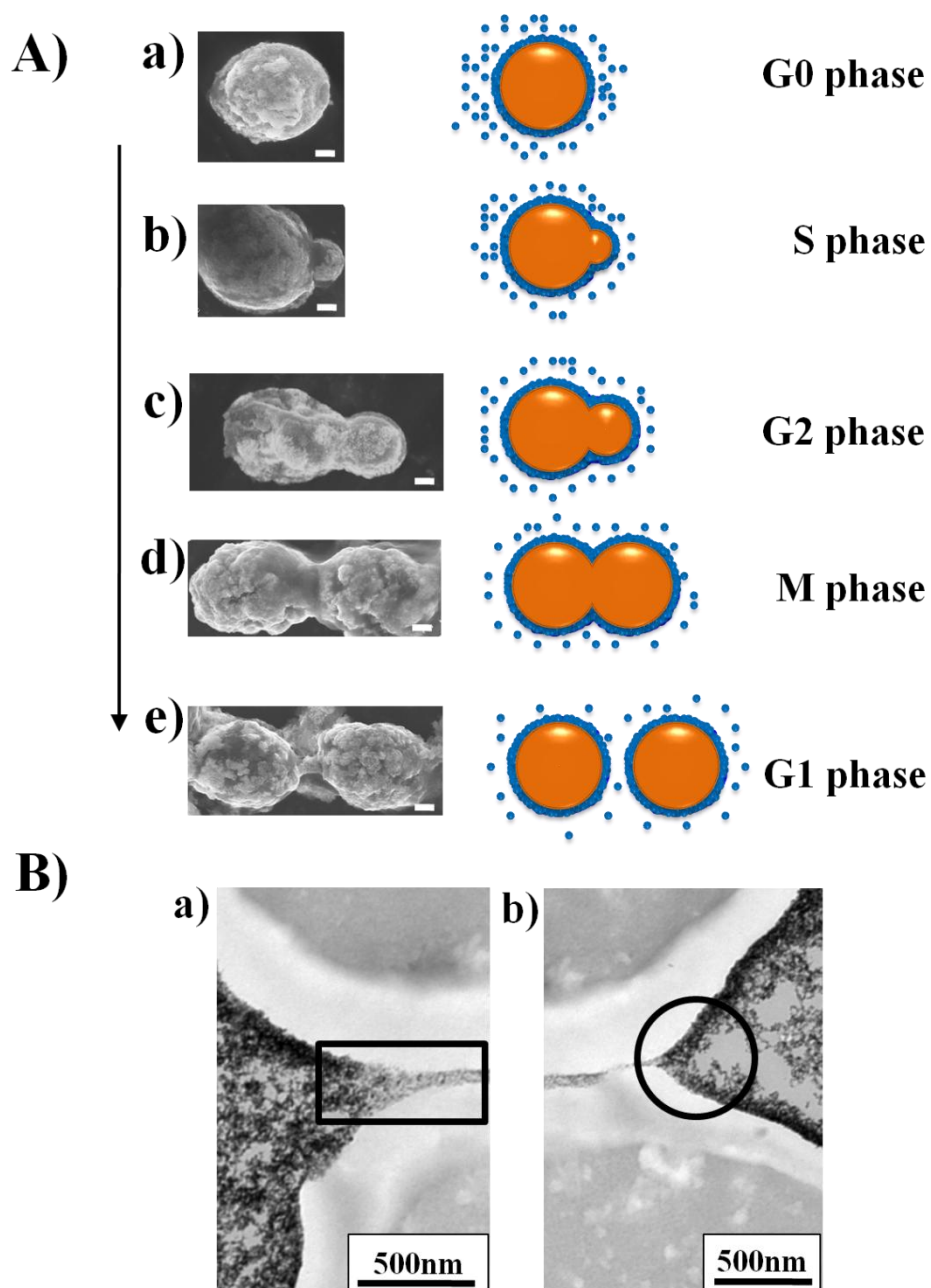 A)
a)
G0 phase
b)
S phase
c)
G2 phase
d)
M phase
e)
G1 phase
B)
a)
b)
500nm
500nm